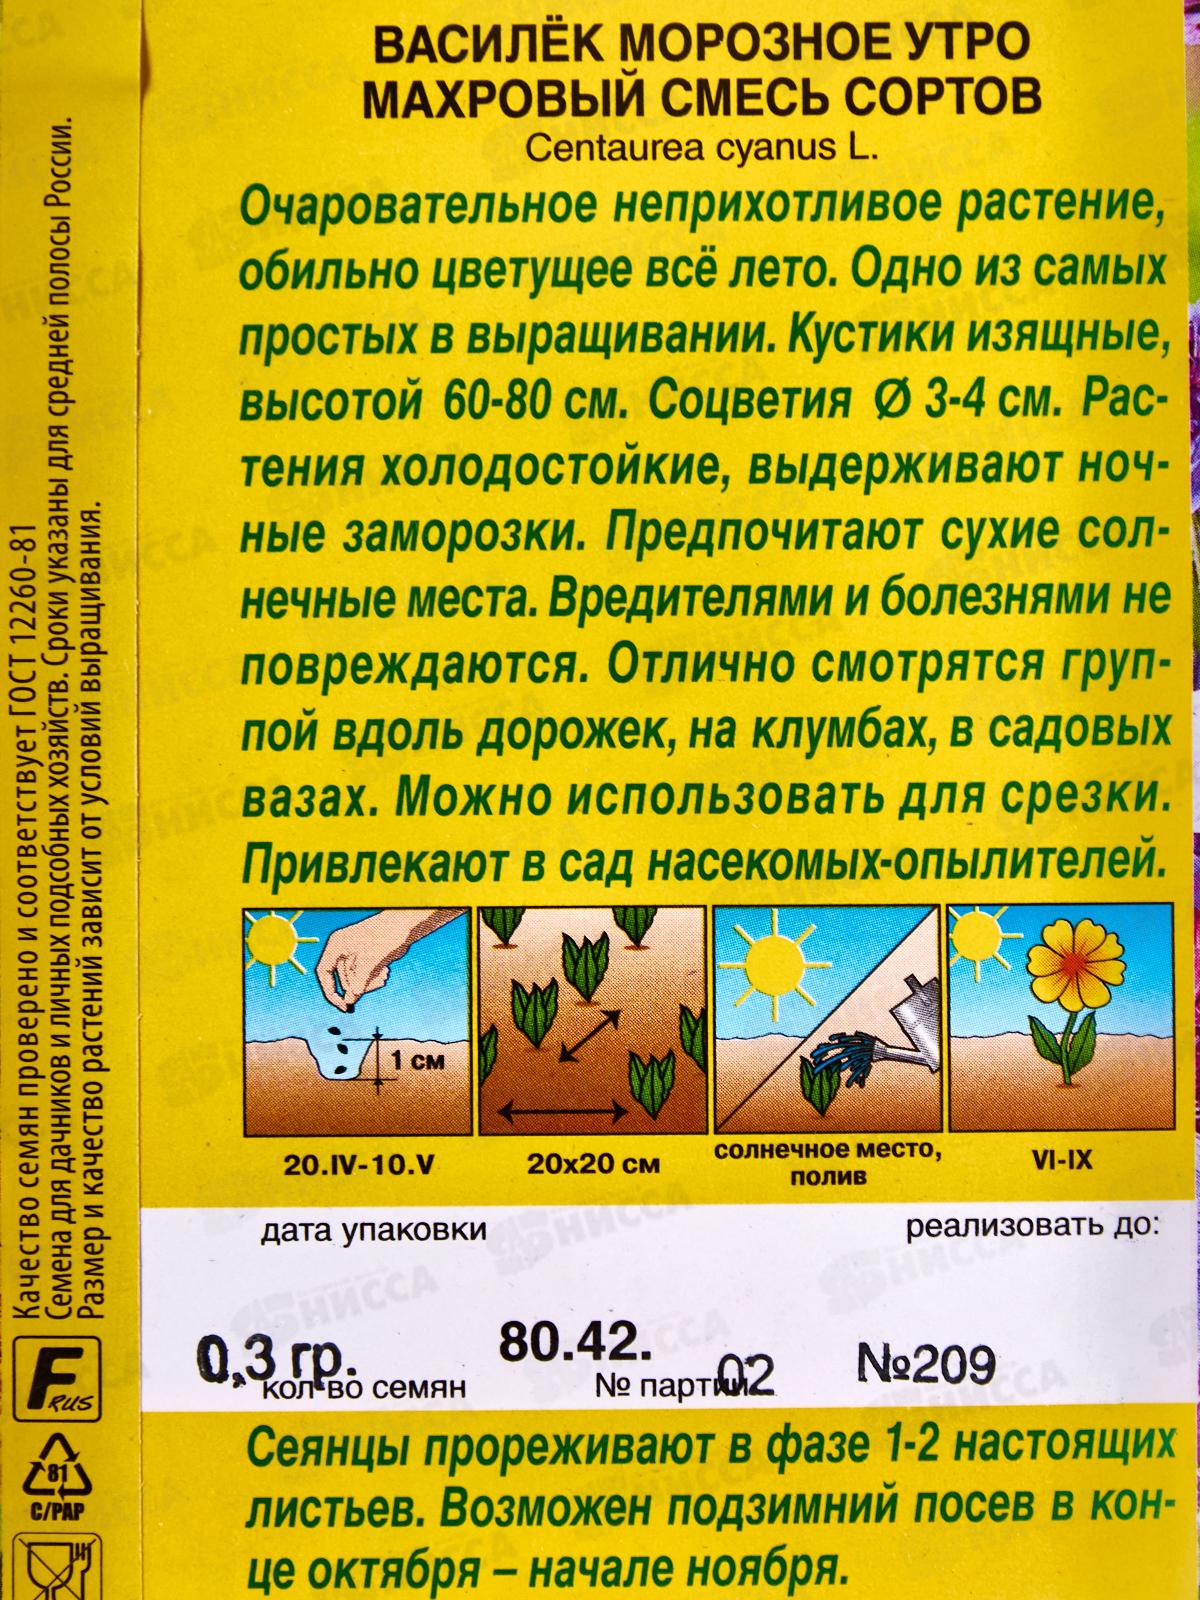 ВАСИЛЁК МОРОЗНОЕ УТРО
МАХРОВЫЙ СМЕСЬ СОРТОВ
Centaurea cyanus L.
Очаровательное неприхотливое растение,
обильно цветущее всё лето. Одно из самых
простых в выращивании. Кустики изящные,
высотой 60-80 см. Соцветия Ø 3-4 см. Рас-
тения холодостойкие, выдерживают ноч-
ные заморозки. Предпочитают сухие сол-
нечные места. Вредителями и болезнями не
повреждаются. Отлично смотрятся груп-
пой вдоль дорожек, на клумбах, в садовых
вазах. Можно использовать для срезки.
Привлекают в сад насекомых-опылителей.
1 см
20.IV-10.V
20х20 см
солнечное место,
полив
VI-IX
дата упаковки
реализовать до:
0,3 гр.
80.42.
02
№209
кол-во семян
№ партии
Сеянцы прореживают в фазе 1-2 настоящих
листьев. Возможен подзимний посев в кон-
це октября – начале ноября.
Качество семян проверено и соответствует ГОСТ 12260-81
Семена для дачников и личных подсобных хозяйств. Сроки указаны для средней полосы России.
Размер и качество растений зависит от условий выращивания.
F RUS
81
C/PAP
НИССА